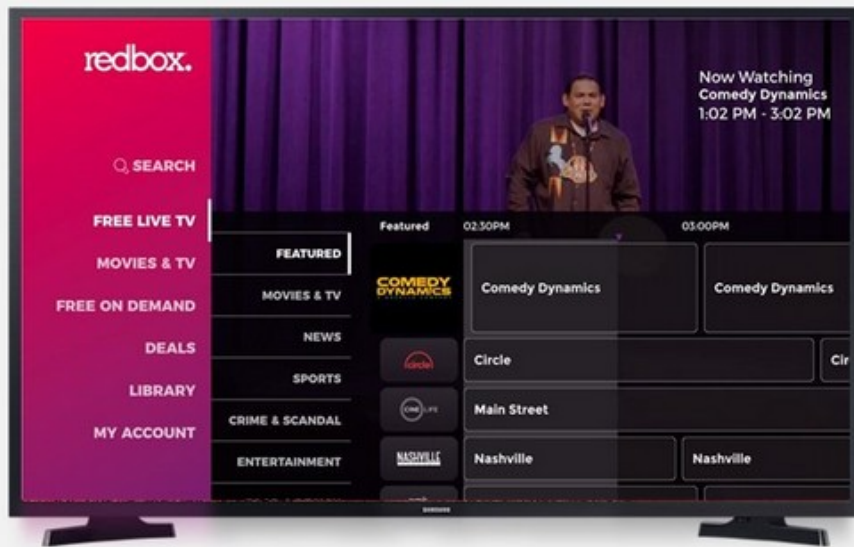 redbox.
SEARCH
FREE LIVE TV
MOVIES & TV
FREE ON DEMAND
DEALS
LIBRARY
MY ACCOUNT
Now Watching
Comedy Dynamics
1:02 PM - 3:02 PM
FEATURED
MOVIES & TV
NEWS
SPORTS
CRIME & SCANDAL
ENTERTAINMENT
Featured 02:30PM 03:00PM
COMEDY
DYNAMICS
Comedy Dynamics Comedy Dynamics
circle Circle Cir
CINE LIFE Main Street
NASHVILLE Nashville Nashville
SAMSUNG